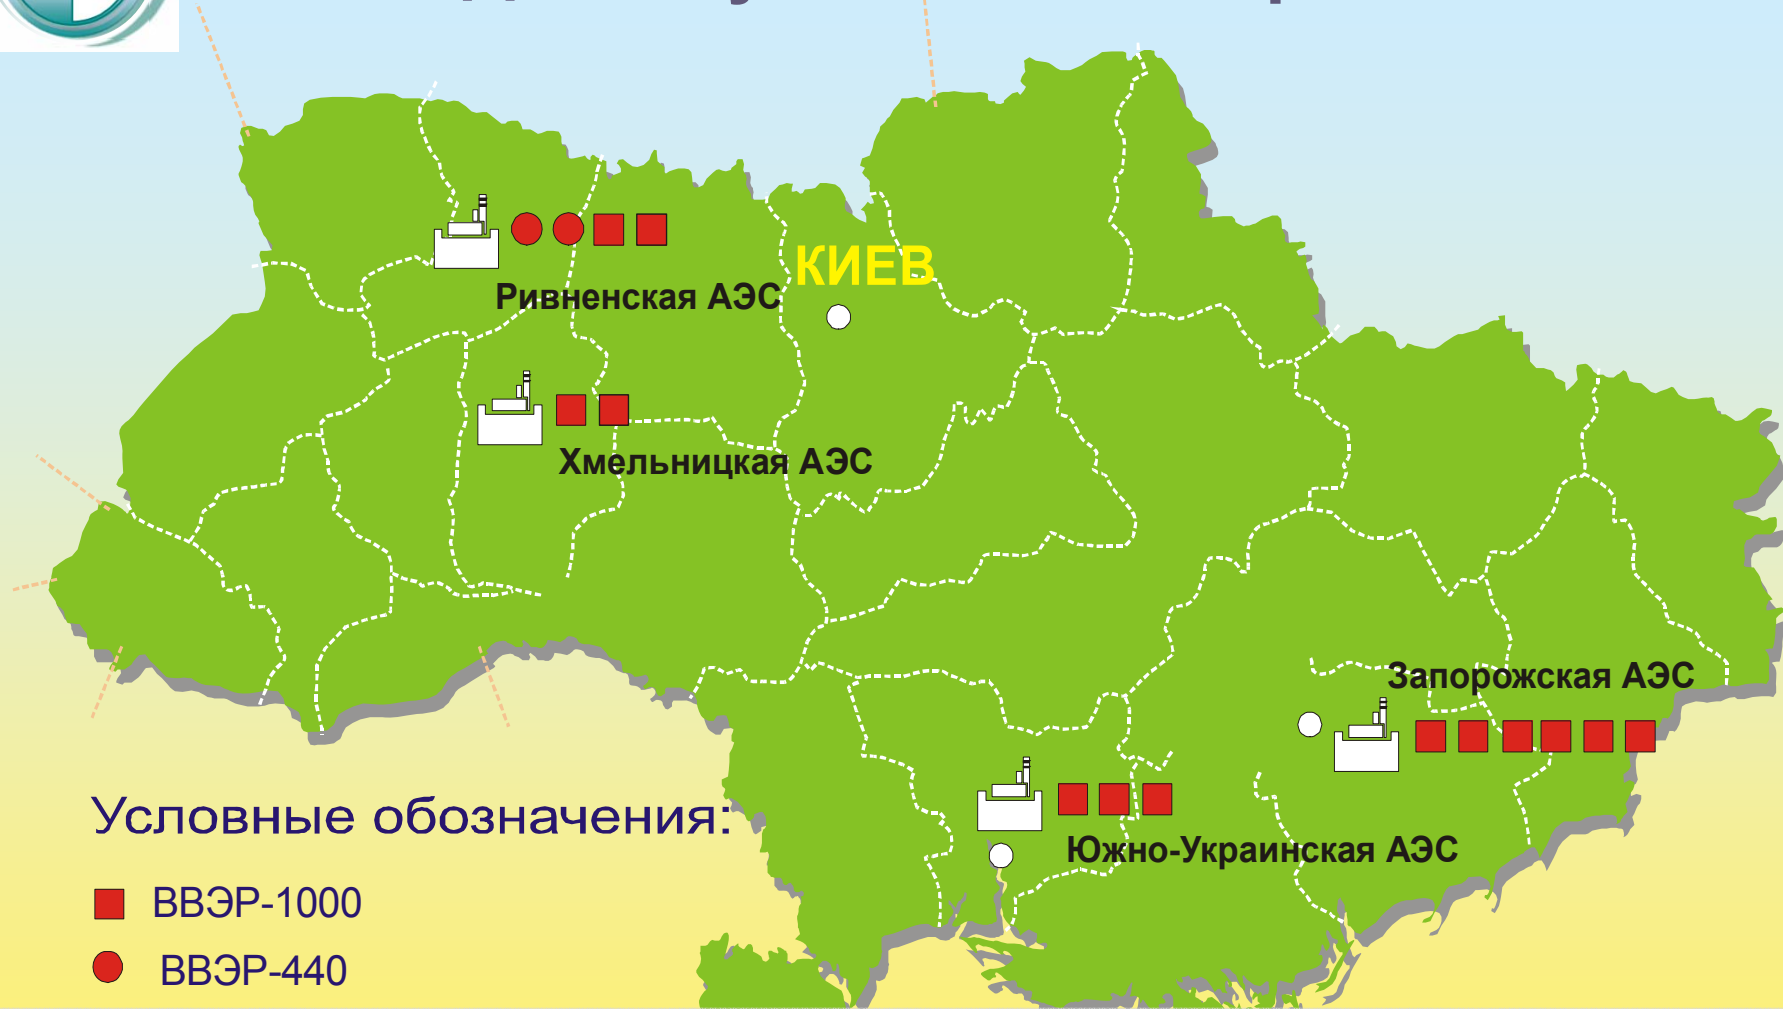 КИЕВ
Ривненская АЭС
Хмельницкая АЭС
Запорожская АЭС
Южно-Украинская АЭС
Условные обозначения:
ВВЭР-1000
ВВЭР-440